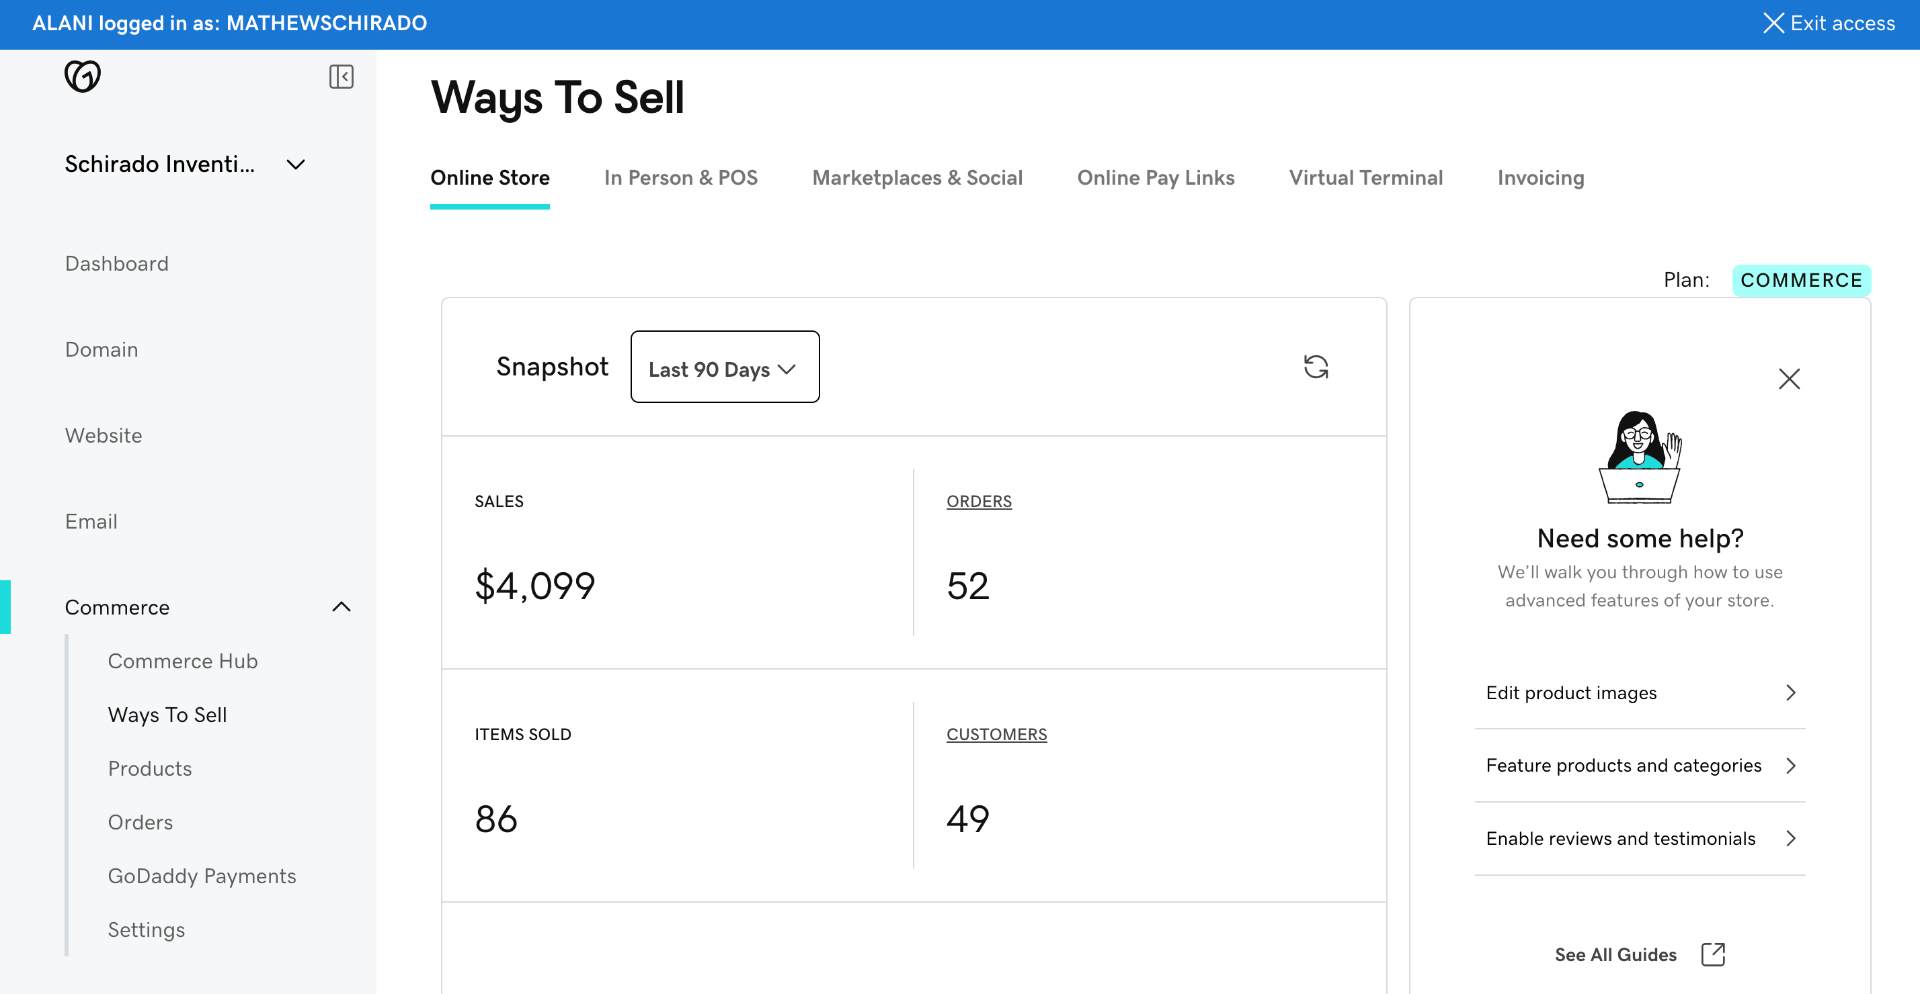 ALANI logged in as: MATHEWSCHIRADO
Exit access
Schirado Inventi...
Dashboard
Domain
Website
Email
Commerce
Commerce Hub
Ways To Sell
Products
Orders
GoDaddy Payments
Settings
Ways To Sell
Online Store
In Person & POS
Marketplaces & Social
Online Pay Links
Virtual Terminal
Invoicing
Plan: COMMERCE
Snapshot
Last 90 Days
SALES
$4,099
ORDERS
52
ITEMS SOLD
86
CUSTOMERS
49
Need some help?
We'll walk you through how to use
advanced features of your store.
Edit product images
Feature products and categories
Enable reviews and testimonials
See All Guides